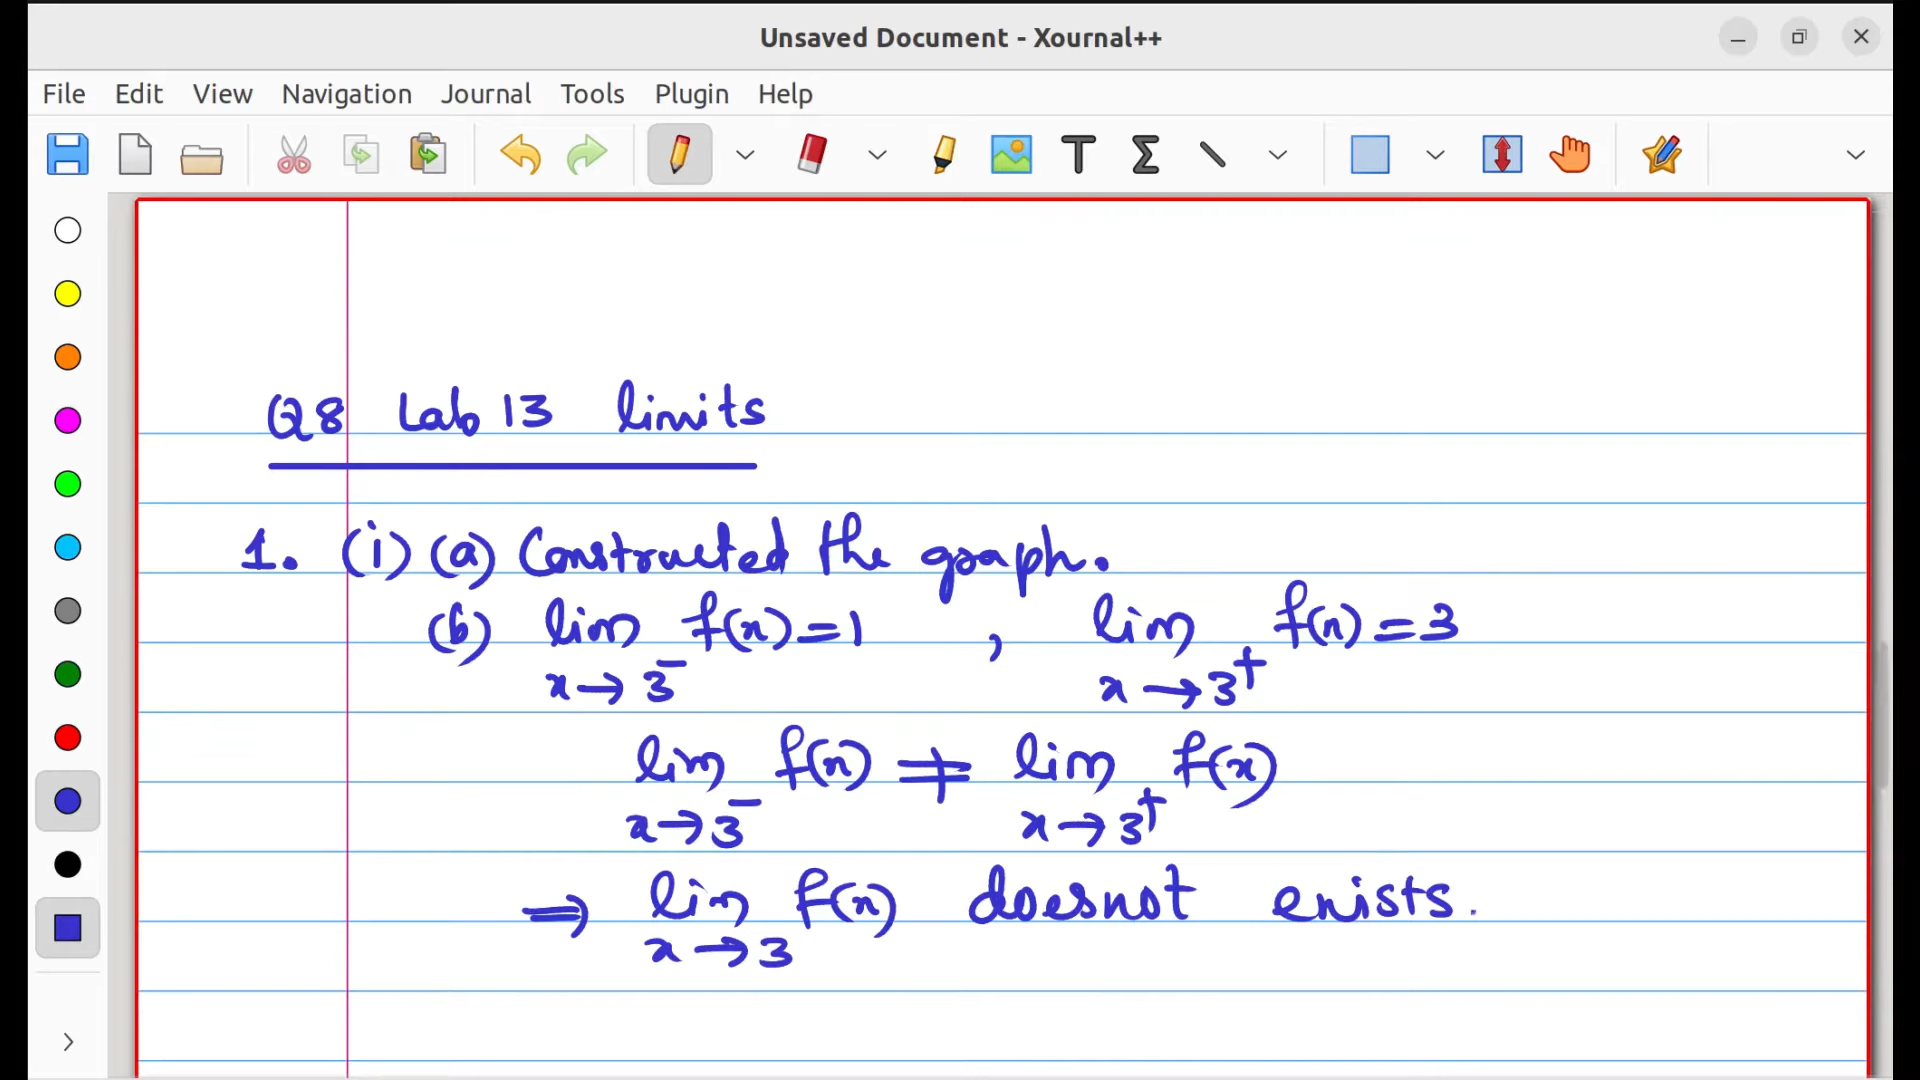 Unsaved Document - Xournal++
File Edit View Navigation Journal Tools Plugin Help
Q8 Lab 13 limits
1. (i) (a) Constructed the graph.
(b) lim f(x) = 1 , lim f(x) = 3
x → 3⁻ x → 3⁺
lim f(x) ≠ lim f(x)
x → 3⁻ x → 3⁺
⇒ lim f(x) doesnot exists.
x → 3